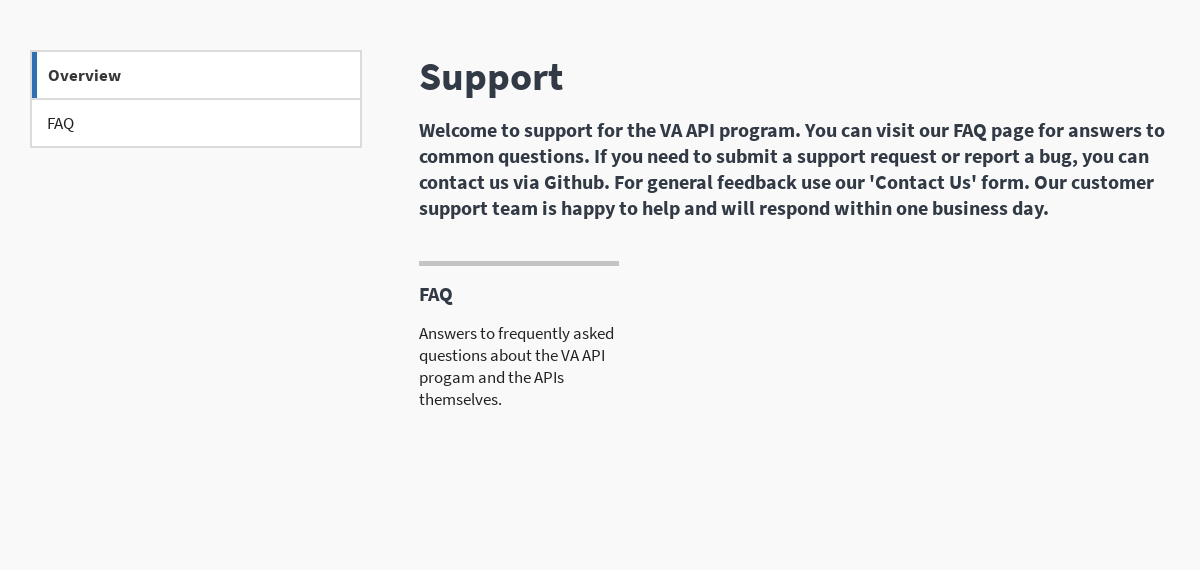 Overview
FAQ
Support
Welcome to support for the VA API program. You can visit our FAQ page for answers to
common questions. If you need to submit a support request or report a bug, you can
contact us via Github. For general feedback use our 'Contact Us' form. Our customer
support team is happy to help and will respond within one business day.
FAQ
Answers to frequently asked
questions about the VA API
progam and the APIs
themselves.